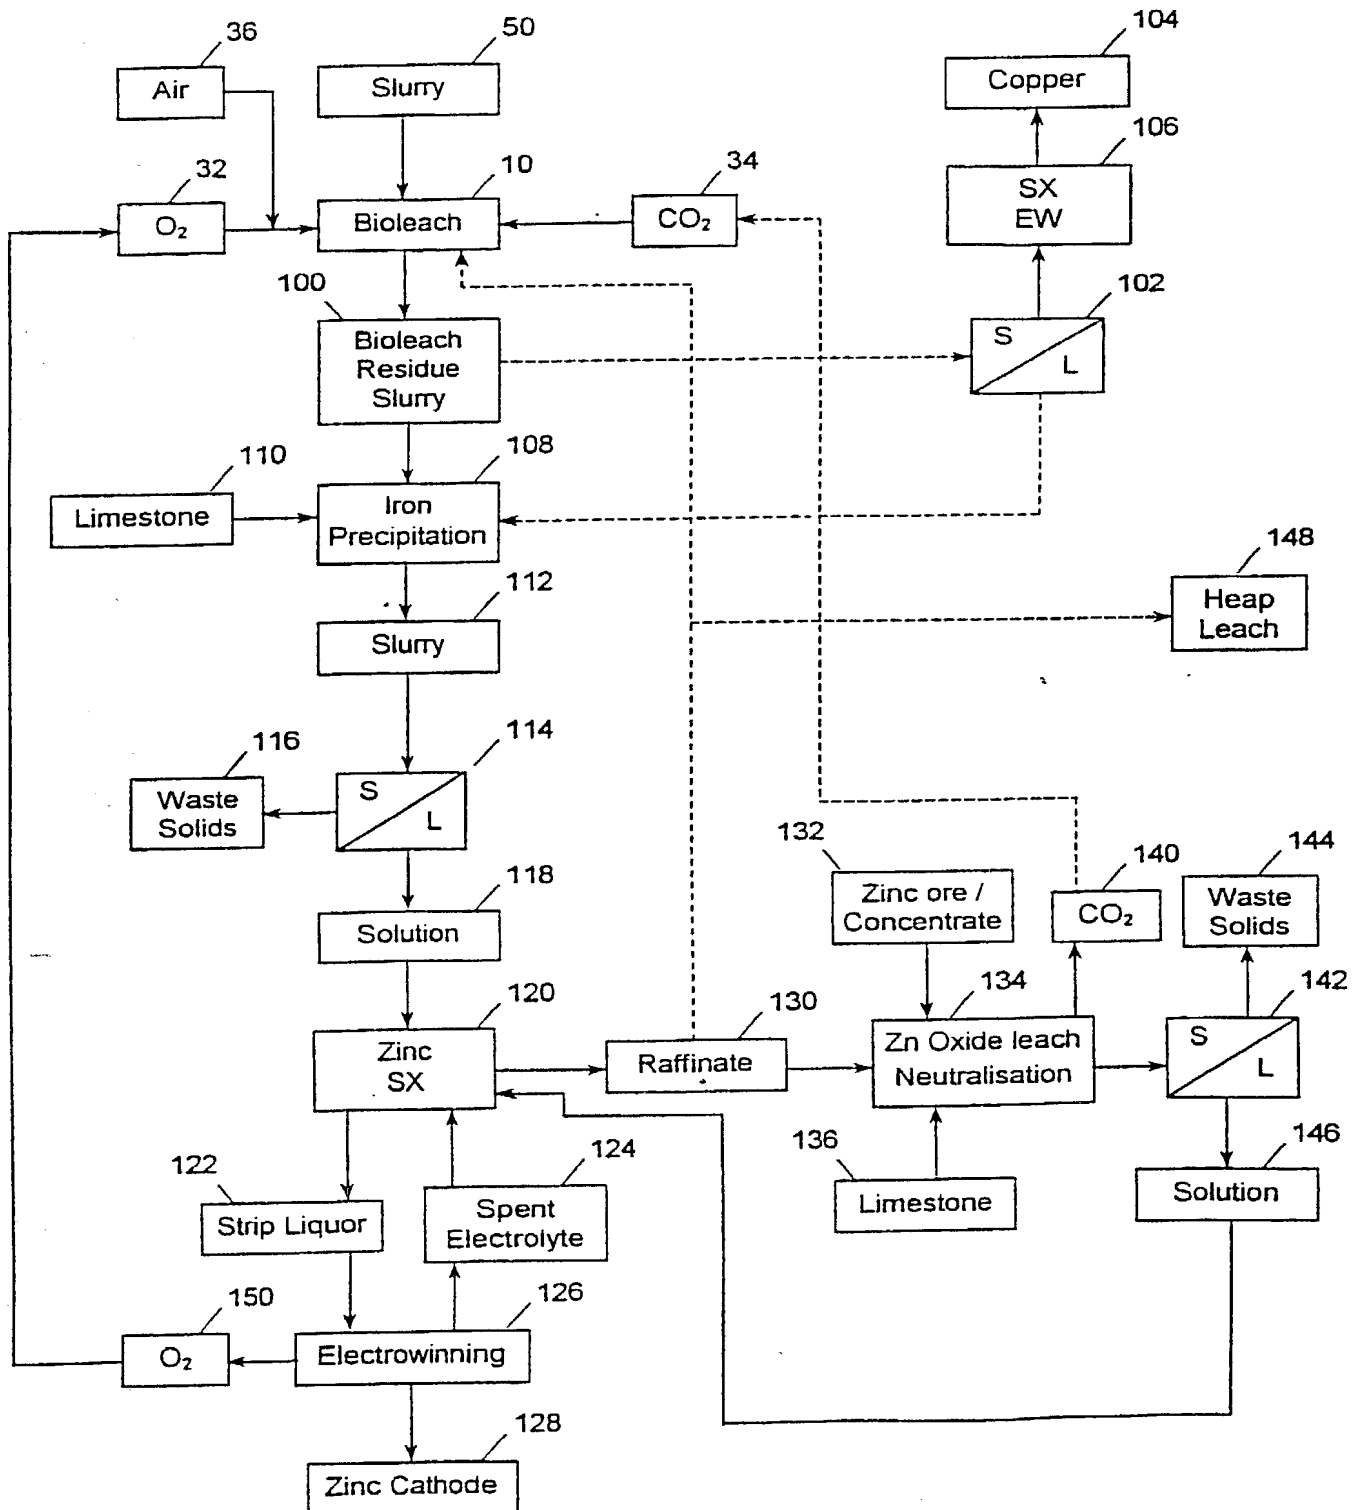 36
Air
50
Slurry
104
Copper
106
SX
EW
32
O₂
10
Bioleach
34
CO₂
100
Bioleach
Residue
Slurry
102
S
L
110
Limestone
108
Iron
Precipitation
148
Heap
Leach
112
Slurry
116
Waste
Solids
114
S
L
118
Solution
132
Zinc ore /
Concentrate
140
CO₂
144
Waste
Solids
120
Zinc
SX
130
Raffinate
134
Zn Oxide leach
Neutralisation
142
S
L
136
Limestone
146
Solution
122
Strip Liquor
124
Spent
Electrolyte
150
O₂
126
Electrowinning
128
Zinc Cathode